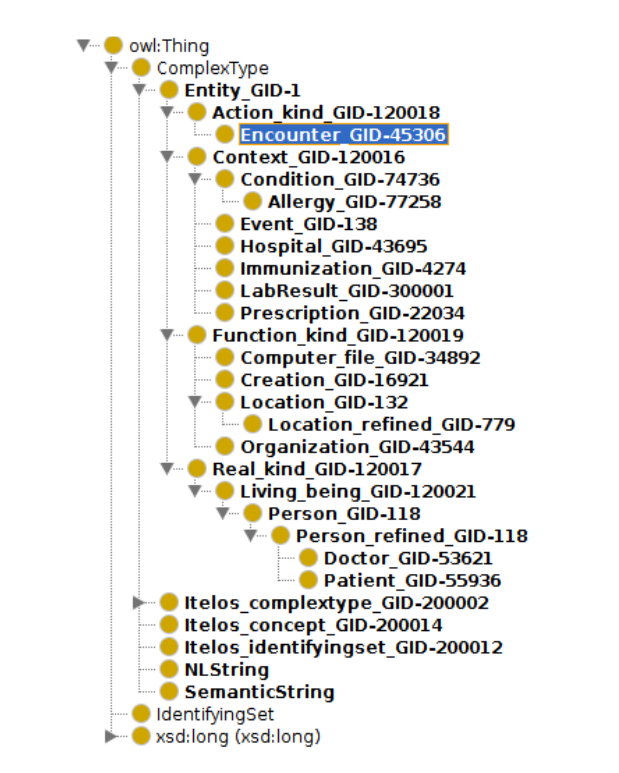 owl:Thing
ComplexType
Entity_GID-1
Action_kind_GID-120018
Encounter_GID-45306
Context_GID-120016
Condition_GID-74736
Allergy_GID-77258
Event_GID-138
Hospital_GID-43695
Immunization_GID-4274
LabResult_GID-300001
Prescription_GID-22034
Function_kind_GID-120019
Computer_file_GID-34892
Creation_GID-16921
Location_GID-132
Location_refined_GID-779
Organization_GID-43544
Real_kind_GID-120017
Living_being_GID-120021
Person_GID-118
Person_refined_GID-118
Doctor_GID-53621
Patient_GID-55936
Itelos_complextype_GID-200002
Itelos_concept_GID-200014
Itelos_identifyingset_GID-200012
NLString
SemanticString
IdentifyingSet
xsd:long (xsd:long)